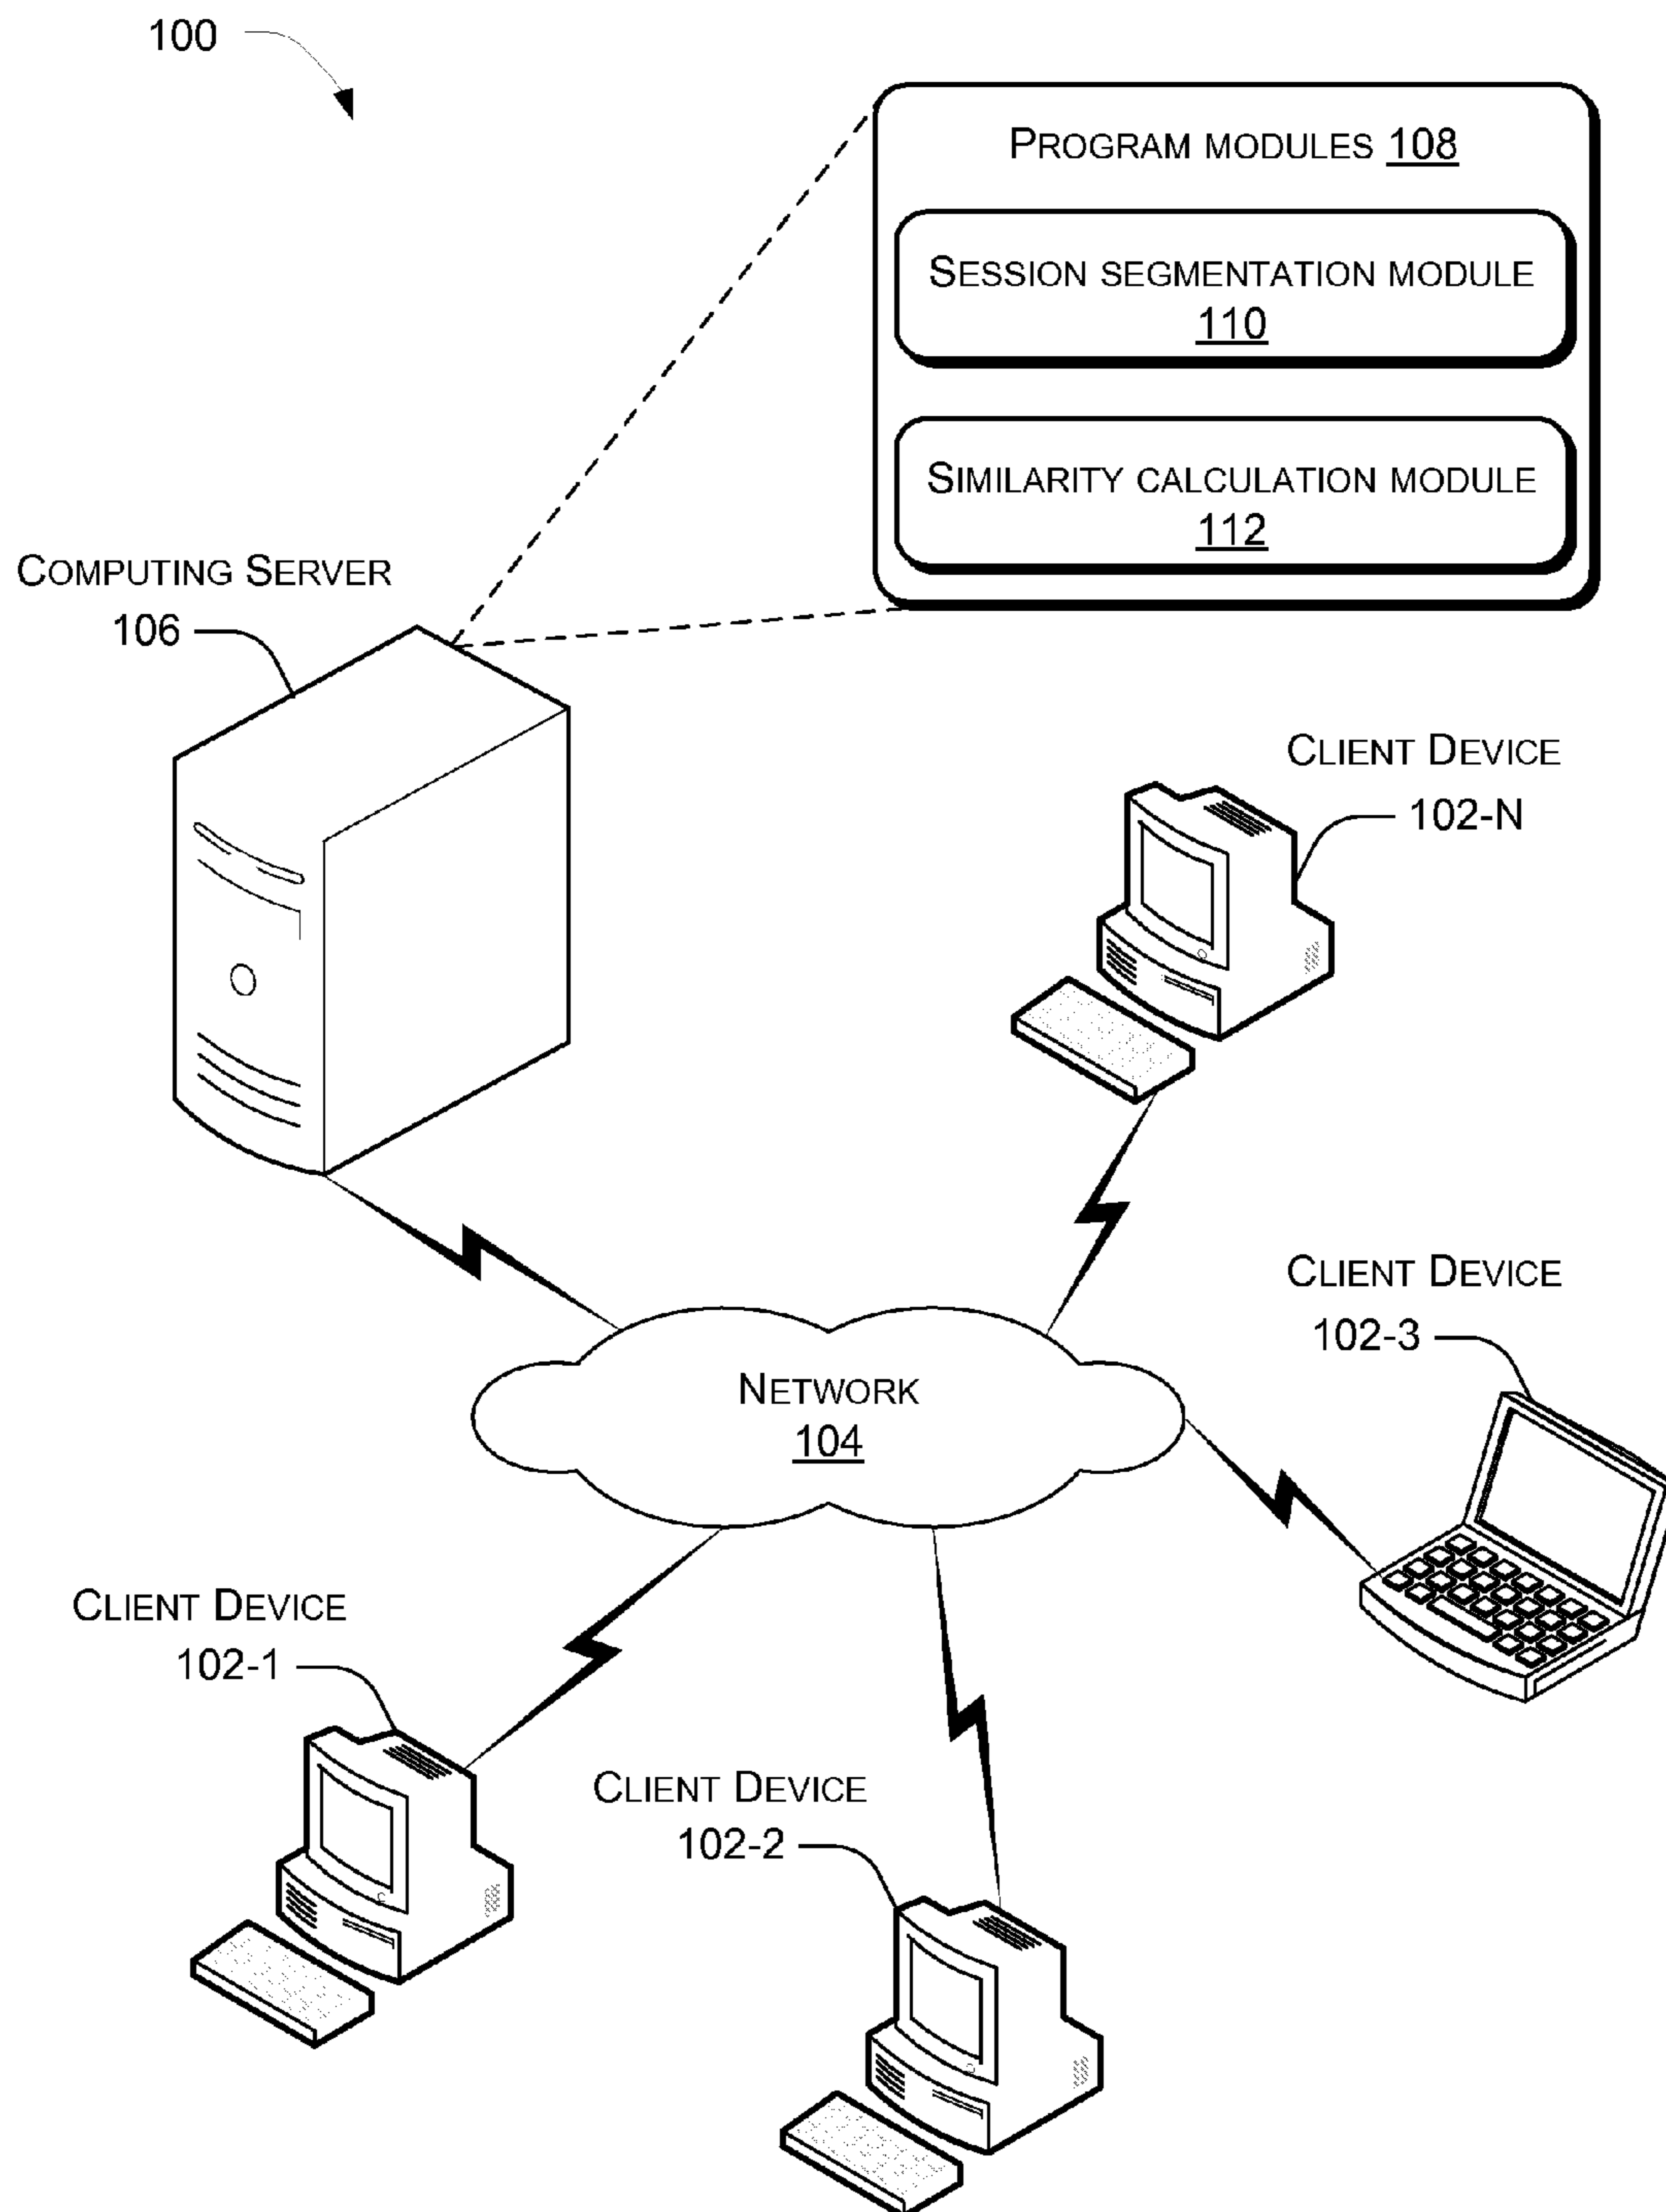 100
PROGRAM MODULES 108
SESSION SEGMENTATION MODULE
110
SIMILARITY CALCULATION MODULE
112
COMPUTING SERVER
106
CLIENT DEVICE
102-N
CLIENT DEVICE
102-3
NETWORK
104
CLIENT DEVICE
102-1
CLIENT DEVICE
102-2